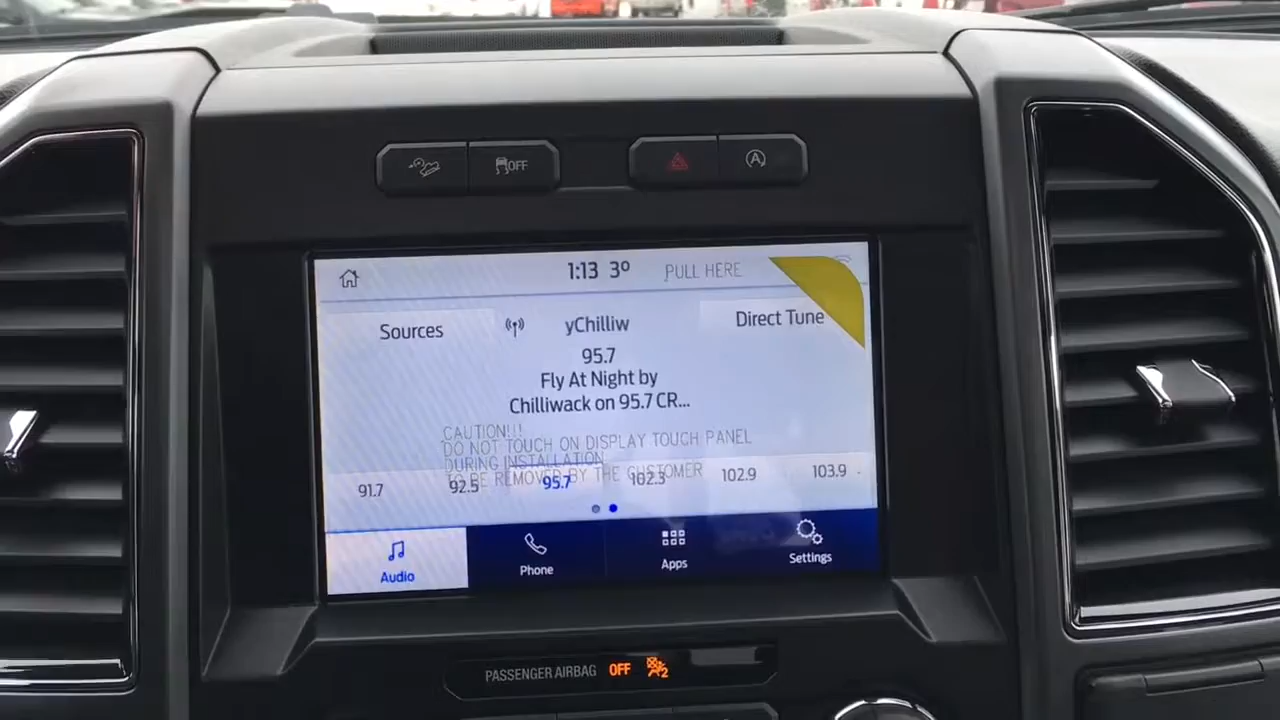 OFF
1:13 3º PULL HERE
Sources
yChilliw
Direct Tune
95.7
Fly At Night by
Chilliwack on 95.7 CR...
CAUTION!!!
DO NOT TOUCH ON DISPLAY TOUCH PANEL
DURING INSTALLATION
TO BE REMOVED BY THE CUSTOMER
91.7 92.5 95.7 102.3 102.9 103.9
Audio Phone Apps Settings
PASSENGER AIRBAG OFF 2